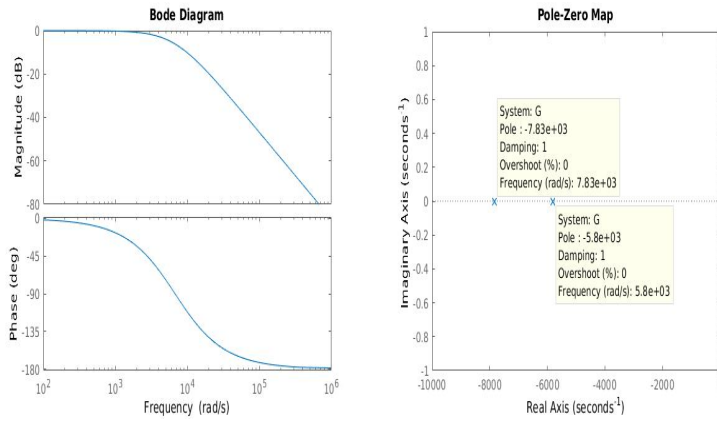 Bode Diagram
Magnitude (dB)
0
-20
-40
-60
-80
Phase (deg)
0
-45
-90
-135
-180
10^2
10^3
10^4
10^5
10^6
Frequency (rad/s)
Pole-Zero Map
Imaginary Axis (seconds^-1)
1
0.8
0.6
0.4
0.2
0
-0.2
-0.4
-0.6
-0.8
-1
System: G
Pole : -7.83e+03
Damping: 1
Overshoot (%): 0
Frequency (rad/s): 7.83e+03
System: G
Pole : -5.8e+03
Damping: 1
Overshoot (%): 0
Frequency (rad/s): 5.8e+03
-10000
-8000
-6000
-4000
-2000
Real Axis (seconds^-1)